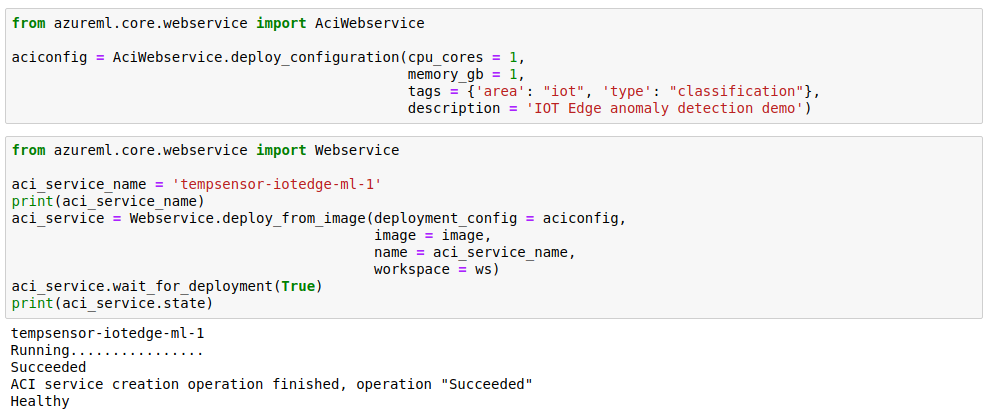 from azureml.core.webservice import AciWebservice

aciconfig = AciWebservice.deploy_configuration(cpu_cores = 1,
                                               memory_gb = 1,
                                               tags = {'area': "iot", 'type': "classification"},
                                               description = 'IOT Edge anomaly detection demo')

from azureml.core.webservice import Webservice

aci_service_name = 'tempsensor-iotedge-ml-1'
print(aci_service_name)
aci_service = Webservice.deploy_from_image(deployment_config = aciconfig,
                                           image = image,
                                           name = aci_service_name,
                                           workspace = ws)
aci_service.wait_for_deployment(True)
print(aci_service.state)

tempsensor-iotedge-ml-1
Running................
Succeeded
ACI service creation operation finished, operation "Succeeded"
Healthy